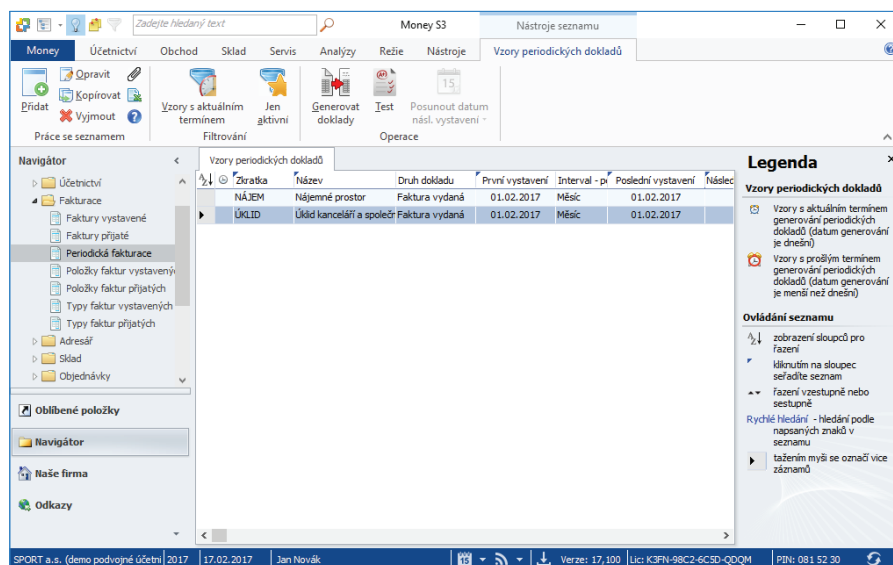 Zadejte hledaný text
Money S3
Nástroje seznamu
Money Účetnictví Obchod Sklad Servis Analýzy Režie Nástroje Vzory periodických dokladů
Přidat
Opravit
Kopírovat
Vyjmout
Vzory s aktuálním
termínem
Jen
aktivní
Generovat
doklady
Test
15
Posunout datum
násl. vystavení
Práce se seznamem Filtrování Operace
Navigátor
Účetnictví
Fakturace
Faktury vystavené
Faktury přijaté
Periodická fakturace
Položky faktur vystavený
Položky faktur přijatých
Typy faktur vystavených
Typy faktur přijatých
Adresář
Sklad
Objednávky
Oblíbené položky
Navigátor
Naše firma
Odkazy
Vzory periodických dokladů
Zkratka Název Druh dokladu První vystavení Interval - pe Poslední vystavení Násled
NÁJEM Nájemné prostor Faktura vydaná 01.02.2017 Měsíc 01.02.2017
ÚKLID Úklid kanceláří a společr Faktura vydaná 01.02.2017 Měsíc 01.02.2017
Legenda
Vzory periodických dokladů
Vzory s aktuálním termínem
generování periodických
dokladů (datum generování
je dnešní)
Vzory s prošlým termínem
generování periodických
dokladů (datum generování
je menší než dnešní)
Ovládání seznamu
zobrazení sloupců pro
řazení
kliknutím na sloupec
seřadíte seznam
řazení vzestupně nebo
sestupně
Rychlé hledání - hledání podle
napsaných znaků v
seznamu
tažením myši se označí více
záznamů
SPORT a.s. (demo podvojné účetni 2017 17.02.2017 Jan Novák 15 Verze: 17,100 Lic: K3FN-98C2-6C5D-QDQM PIN: 081 52 30